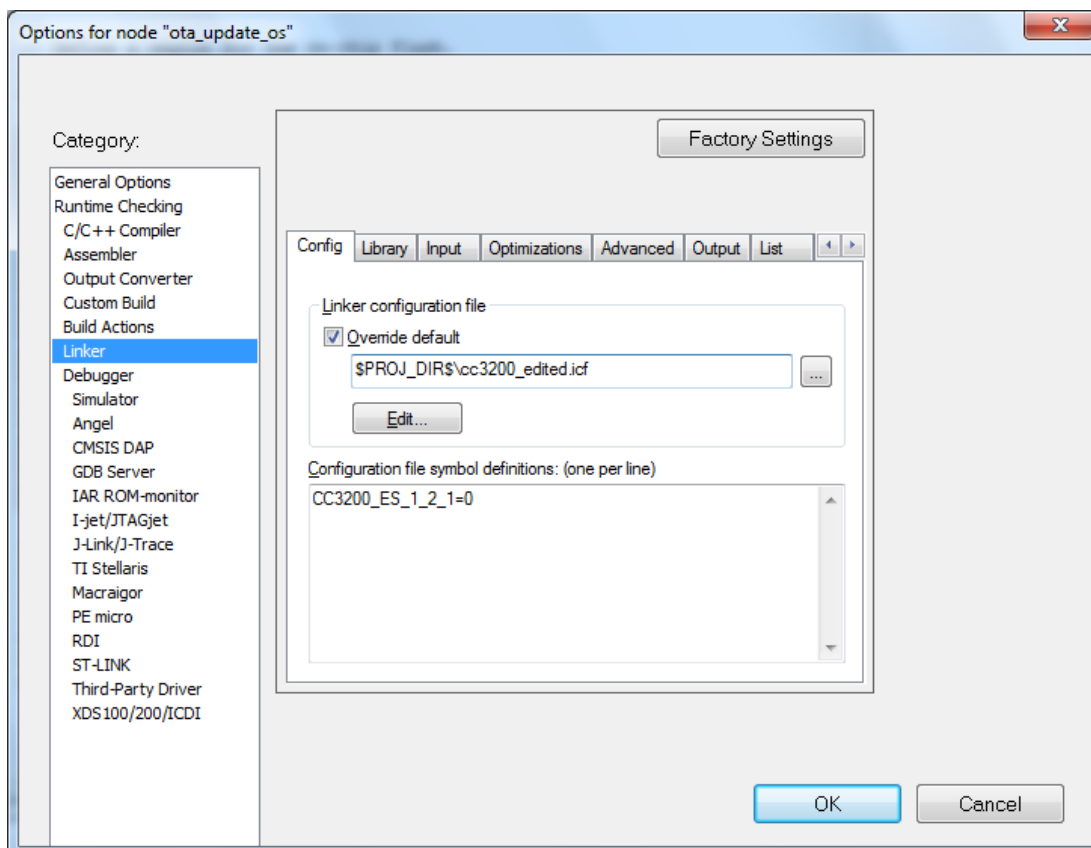 Options for node "ota_update_os"
Category:
General Options
Runtime Checking
C/C++ Compiler
Assembler
Output Converter
Custom Build
Build Actions
Linker
Debugger
Simulator
Angel
CMSIS DAP
GDB Server
IAR ROM-monitor
I-jet/JTAGjet
J-Link/J-Trace
TI Stellaris
Macraigor
PE micro
RDI
ST-LINK
Third-Party Driver
XDS100/200/ICDI
Factory Settings
Config Library Input Optimizations Advanced Output List
Linker configuration file
Override default
$PROJ_DIR$\cc3200_edited.icf
...
Edit...
Configuration file symbol definitions: (one per line)
CC3200_ES_1_2_1=0
OK Cancel